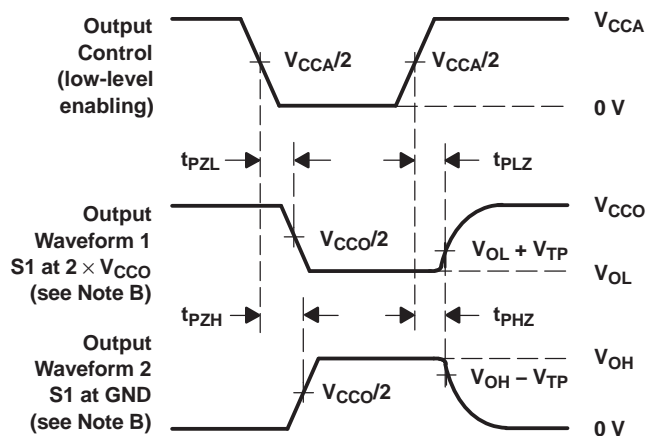 Output
Control
(low-level
enabling)
VCCA/2
VCCA/2
VCCA
0 V
tPZL
tPLZ
Output
Waveform 1
S1 at 2 × VCCO
(see Note B)
VCCO/2
VOL + VTP
VCCO
VOL
tPZH
tPHZ
Output
Waveform 2
S1 at GND
(see Note B)
VCCO/2
VOH − VTP
VOH
0 V